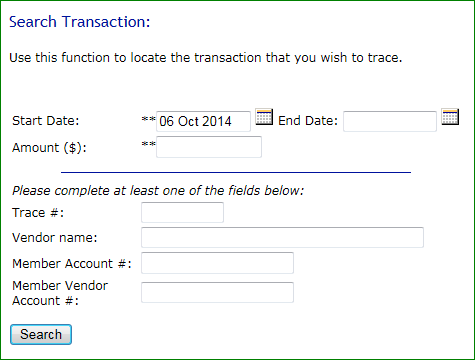 Search Transaction:
Use this function to locate the transaction that you wish to trace.
Start Date: **06 Oct 2014 End Date:
Amount ($): **
Please complete at least one of the fields below:
Trace #:
Vendor name:
Member Account #:
Member Vendor
Account #:
Search